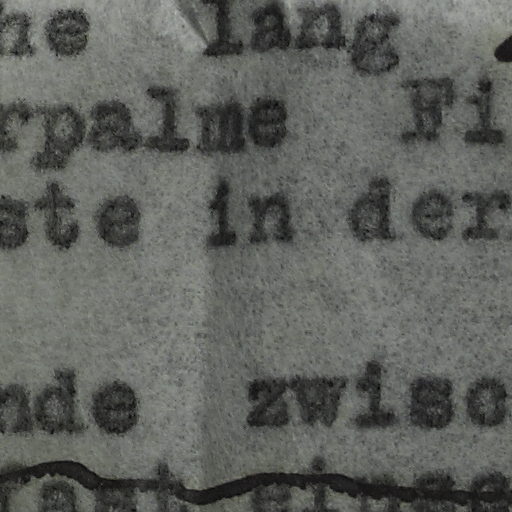 he lang
rpalme Fi
ste in der
nde zwisc